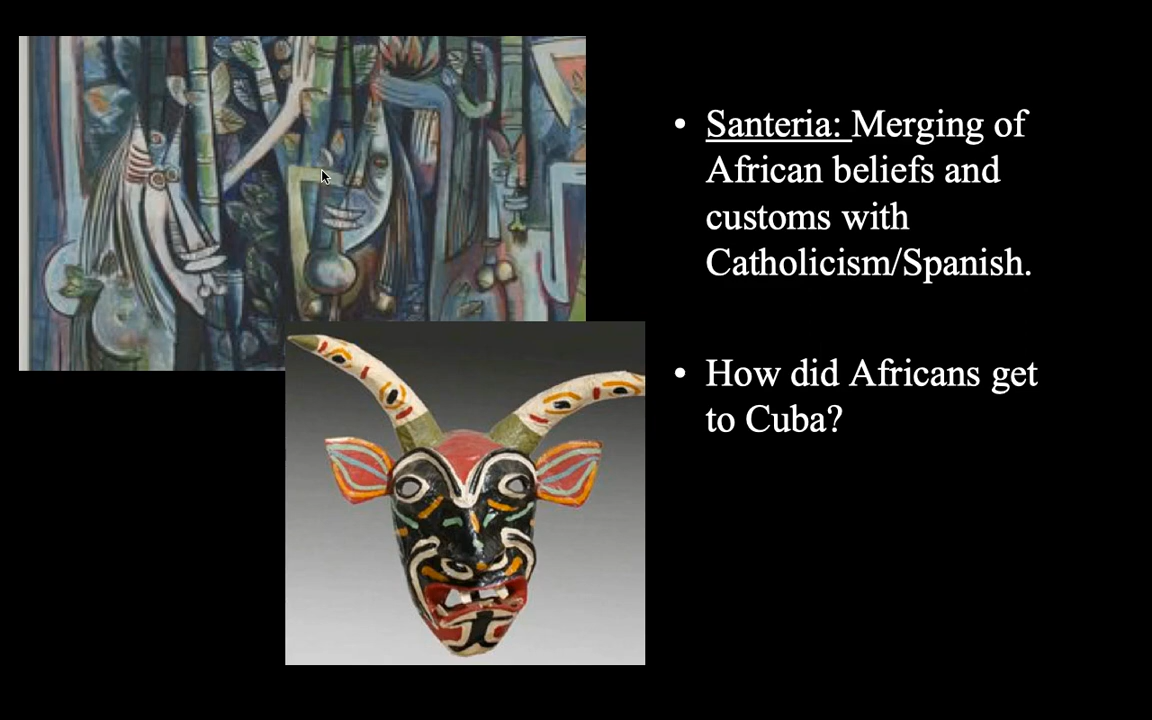 • Santeria: Merging of
African beliefs and
customs with
Catholicism/Spanish.
• How did Africans get
to Cuba?